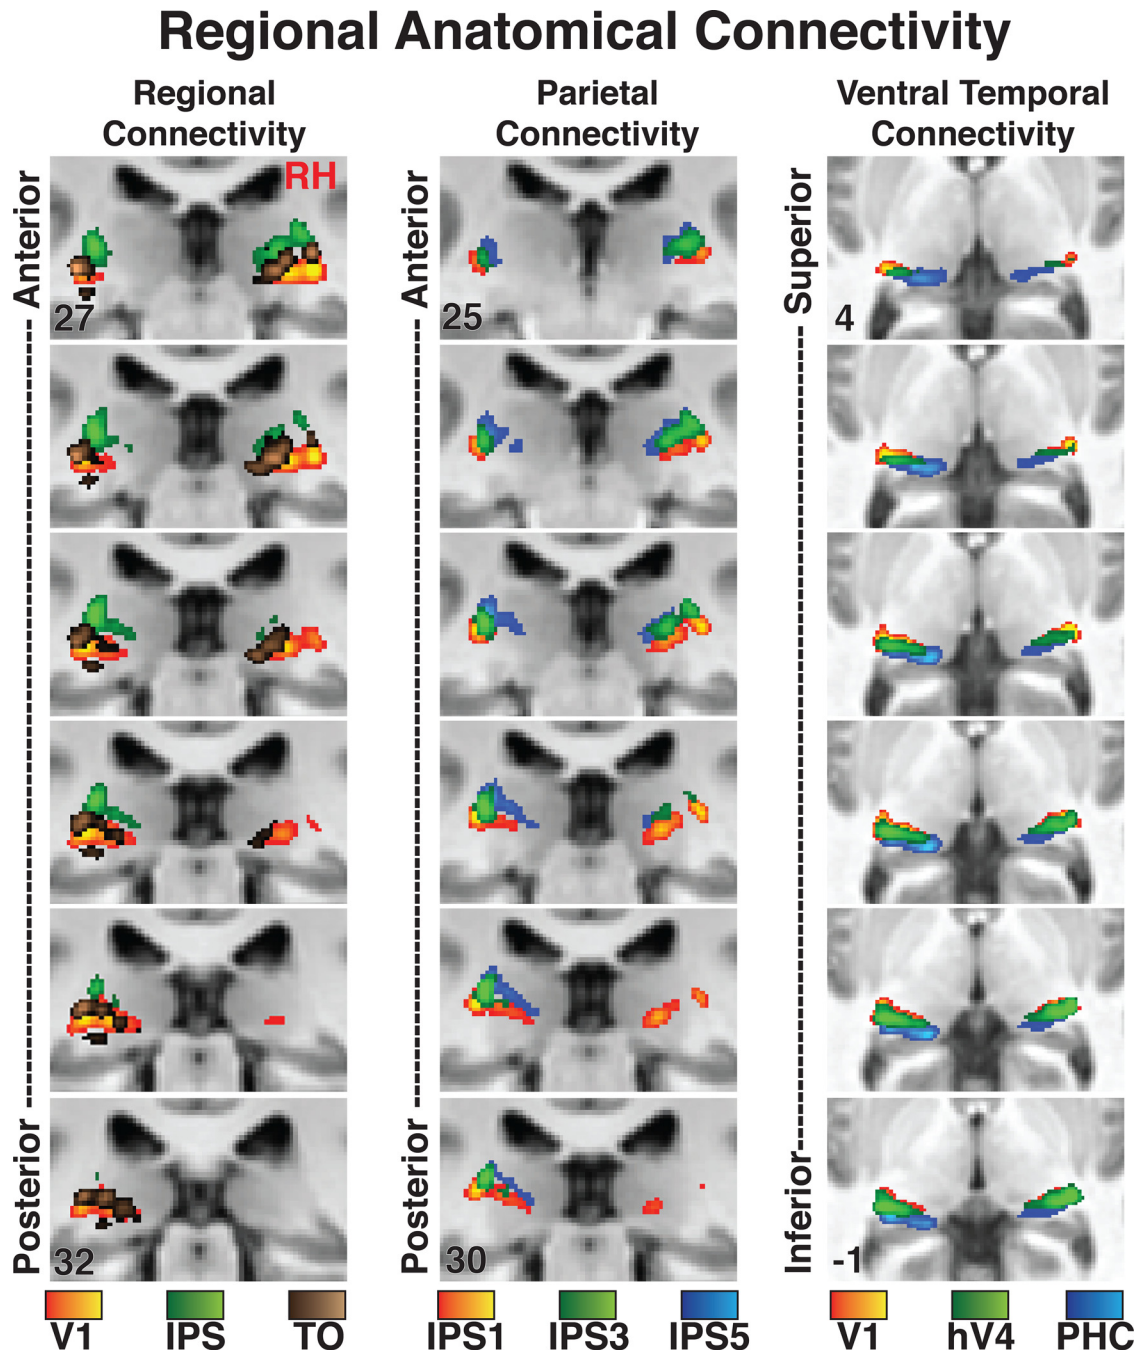 Regional Anatomical Connectivity
Regional
Connectivity
Parietal
Connectivity
Ventral Temporal
Connectivity
RH
Anterior
Anterior
Superior
27
25
4
Posterior
Posterior
Inferior
32
30
-1
V1
IPS
TO
IPS1
IPS3
IPS5
V1
hV4
PHC